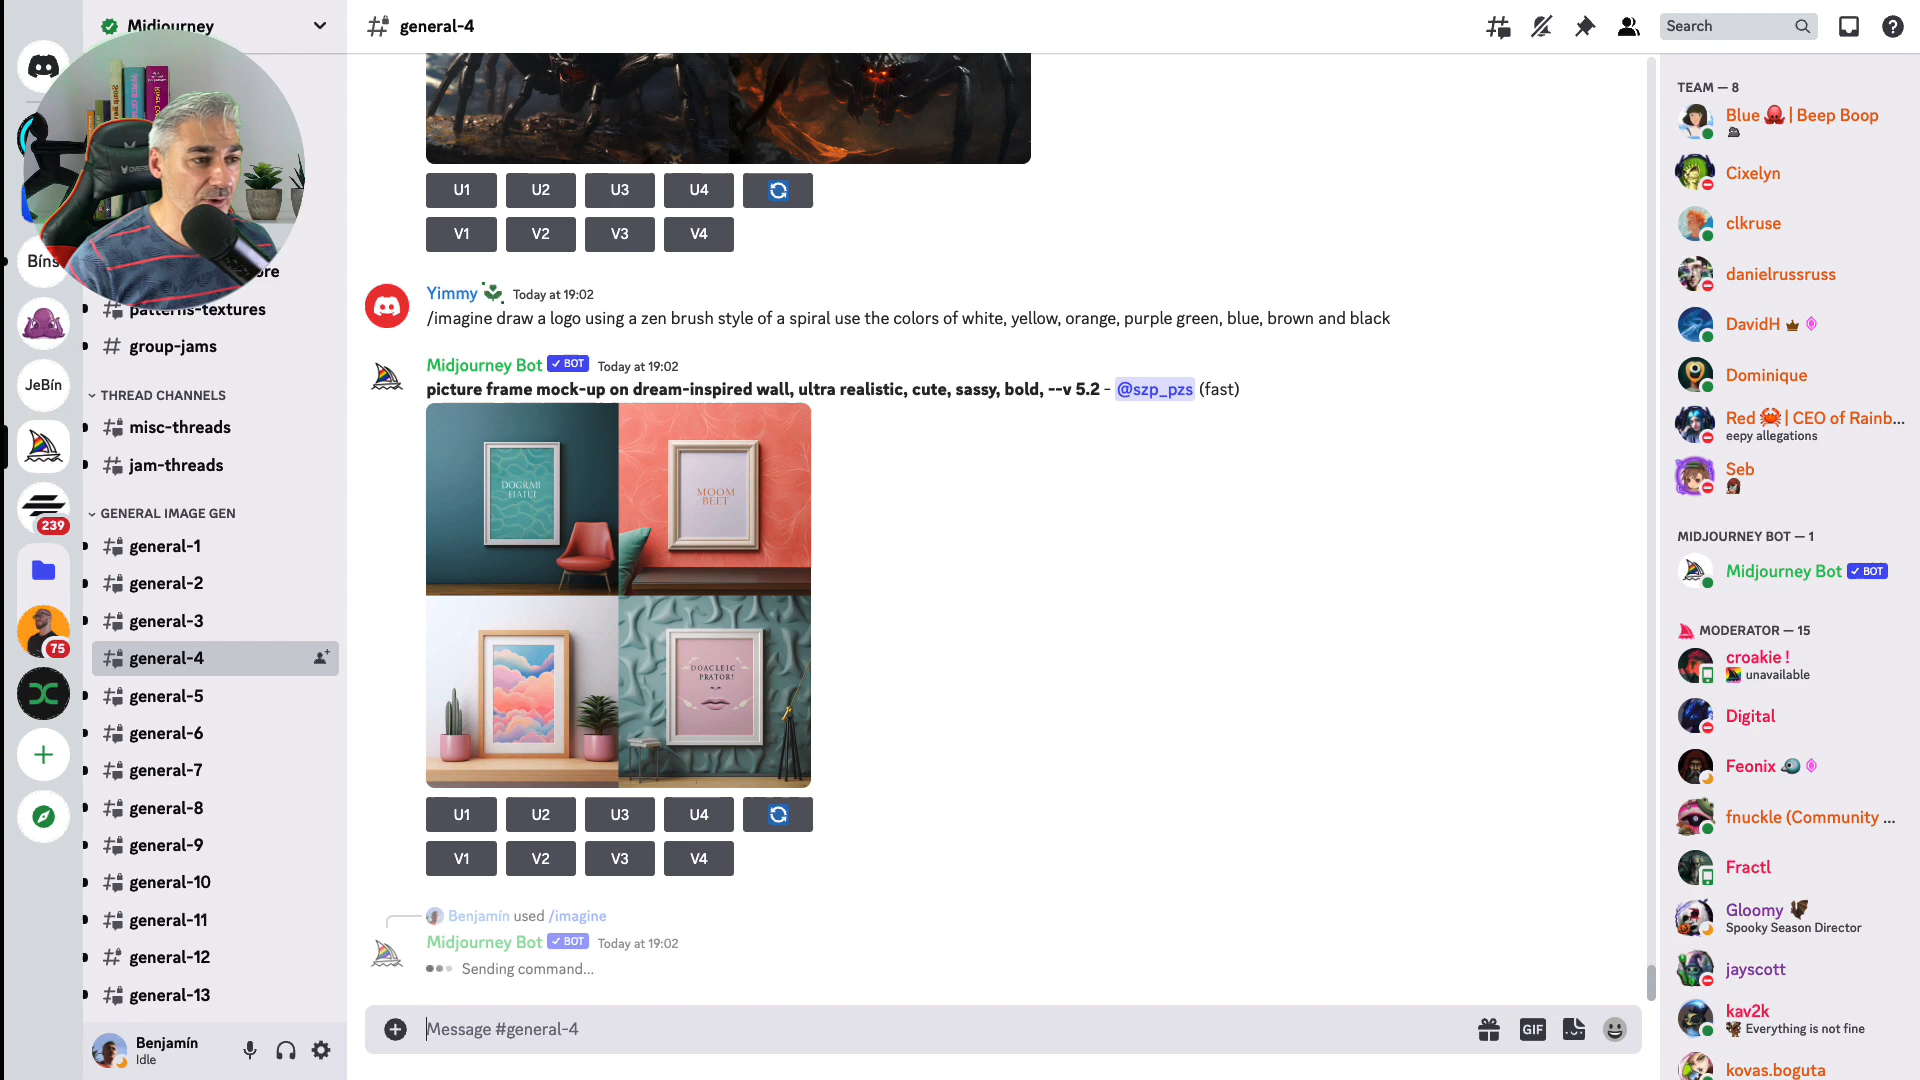 Midjourney
general-4
Search
Bíns
JeBín
239
75
patterns-textures
group-jams
THREAD CHANNELS
misc-threads
jam-threads
GENERAL IMAGE GEN
general-1
general-2
general-3
general-4
general-5
general-6
general-7
general-8
general-9
general-10
general-11
general-12
general-13
Benjamín
Idle
U1 U2 U3 U4
V1 V2 V3 V4
Yimmy Today at 19:02
/imagine draw a logo using a zen brush style of a spiral use the colors of white, yellow, orange, purple green, blue, brown and black
Midjourney Bot ✓ BOT Today at 19:02
picture frame mock-up on dream-inspired wall, ultra realistic, cute, sassy, bold, --v 5.2 - @szp_pzs (fast)
MOOM
BLET
DOACLEIC
PRATOR!
U1 U2 U3 U4
V1 V2 V3 V4
Benjamín used /imagine
Midjourney Bot ✓ BOT Today at 19:02
Sending command...
Message #general-4
GIF
TEAM — 8
Blue | Beep Boop
Cixelyn
clkruse
danielrussruss
DavidH
Dominique
Red | CEO of Rainb...
eepy allegations
Seb
MIDJOURNEY BOT — 1
Midjourney Bot ✓ BOT
MODERATOR — 15
croakie !
unavailable
Digital
Feonix
fnuckle (Community ...
Fractl
Gloomy
Spooky Season Director
jayscott
kav2k
Everything is not fine
kovas.boguta